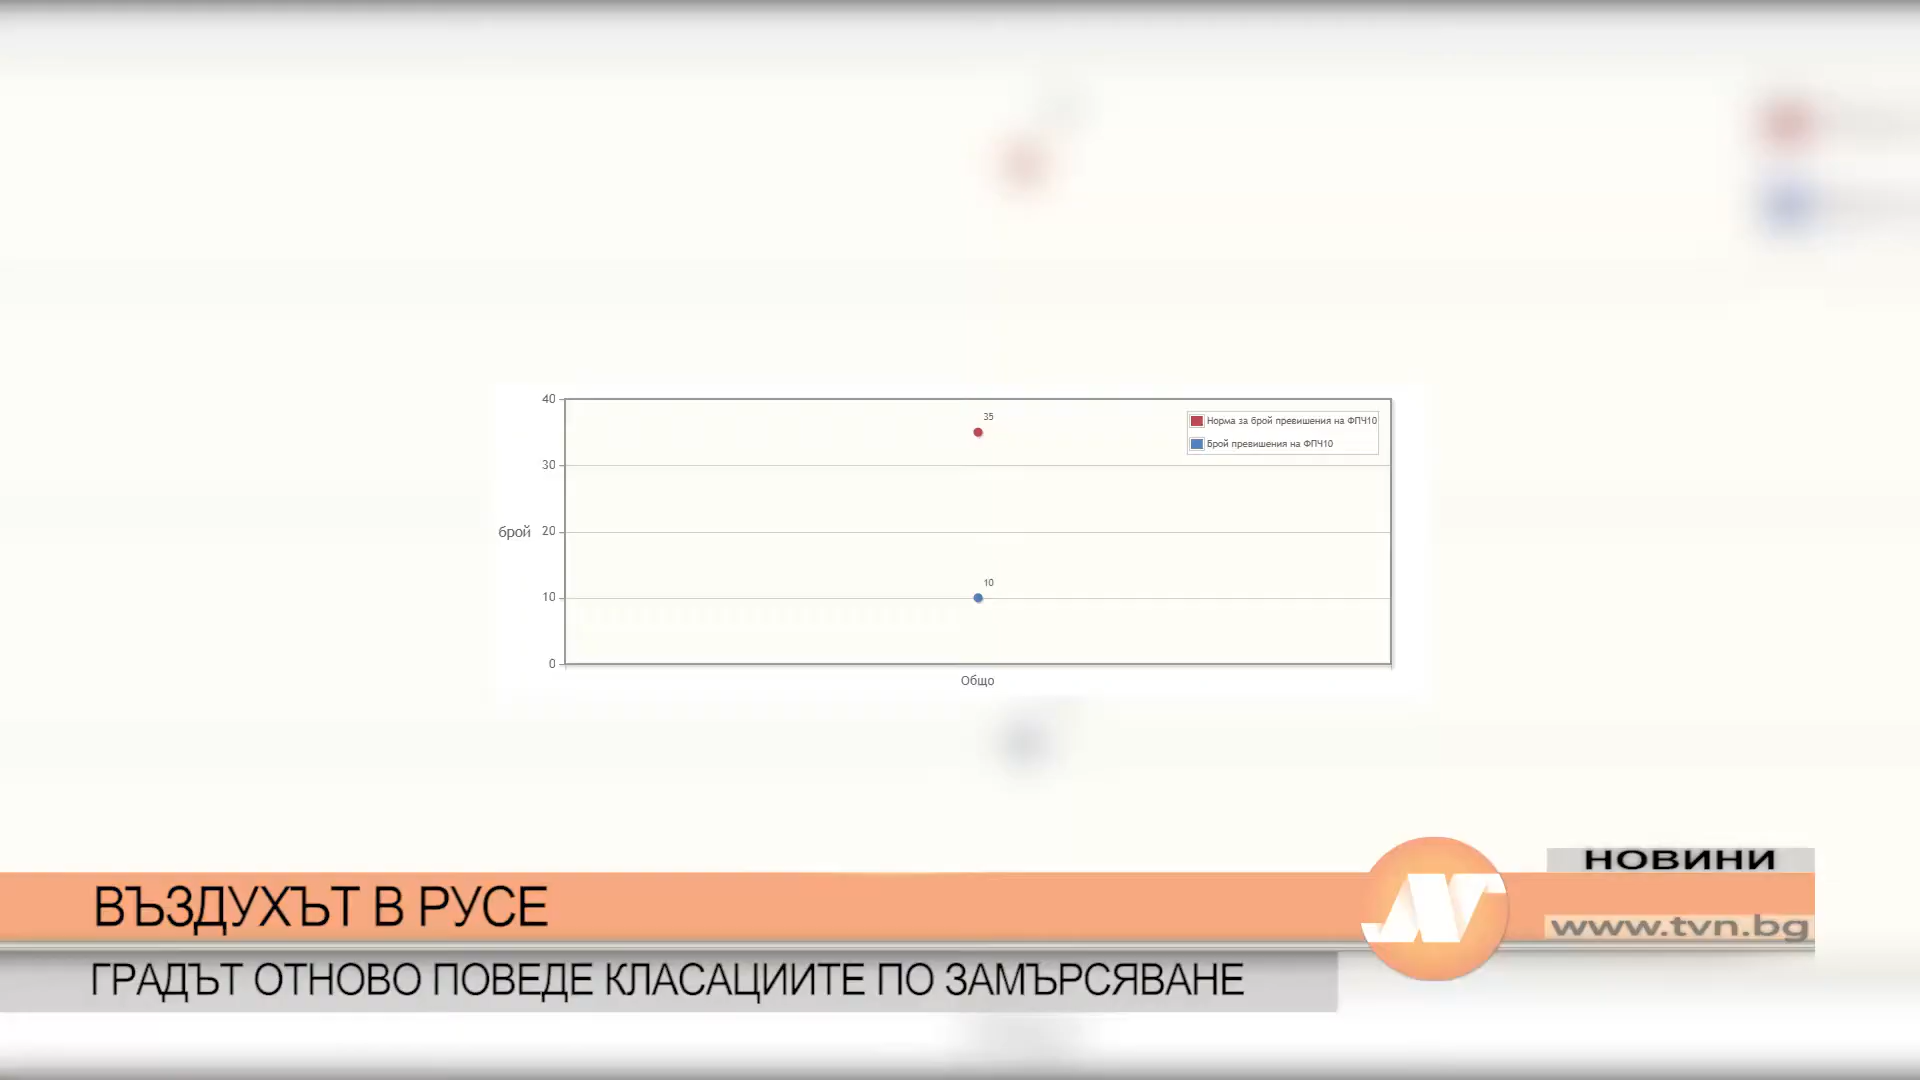 40
35
Норма за брой превишения на ФПЧ10
Брой превишения на ФПЧ10
30
брой
20
10
10
0
Общо
НОВИНИ
ВЪЗДУХЪТ В РУСЕ
www.tvn.bg
ГРАДЪТ ОТНОВО ПОВЕДЕ КЛАСАЦИИТЕ ПО ЗАМЪРСЯВАНЕ